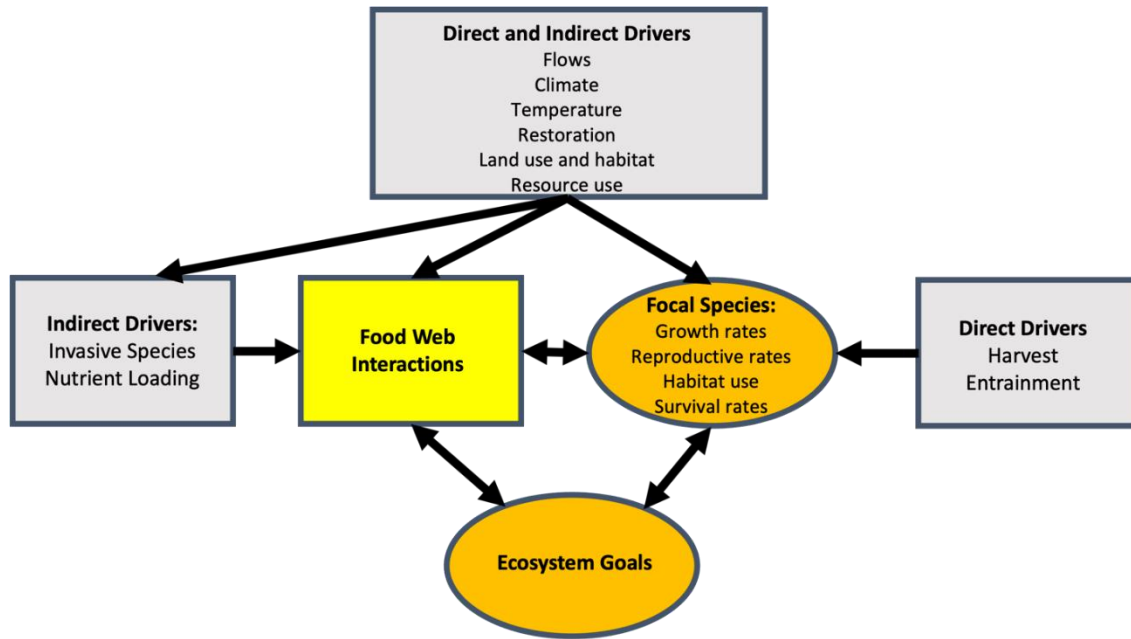 Direct and Indirect Drivers
Flows
Climate
Temperature
Restoration
Land use and habitat
Resource use
Indirect Drivers:
Invasive Species
Nutrient Loading
Food Web
Interactions
Focal Species:
Growth rates
Reproductive rates
Habitat use
Survival rates
Direct Drivers
Harvest
Entrainment
Ecosystem Goals